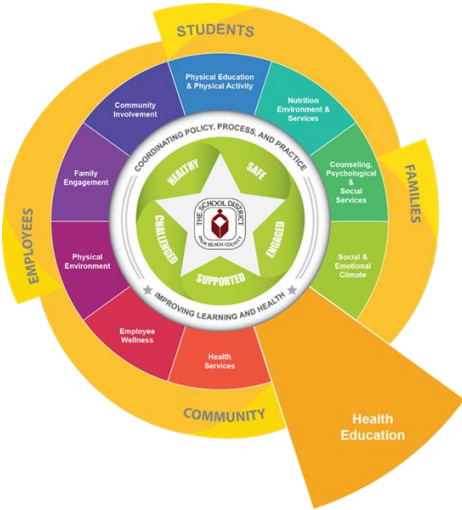 STUDENTS
Physical Education
& Physical Activity
Nutrition
Environment &
Services
Counseling,
Psychological
& Social
Services
Social &
Emotional
Climate
Health
Education
Health
Services
Employee
Wellness
Physical
Environment
Family
Engagement
Community
Involvement
FAMILIES
COMMUNITY
EMPLOYEES
COORDINATING POLICY, PROCESS, AND PRACTICE
IMPROVING LEARNING AND HEALTH
HEALTHY
SAFE
ENGAGED
SUPPORTED
CHALLENGED
THE SCHOOL DISTRICT
PALM BEACH COUNTY